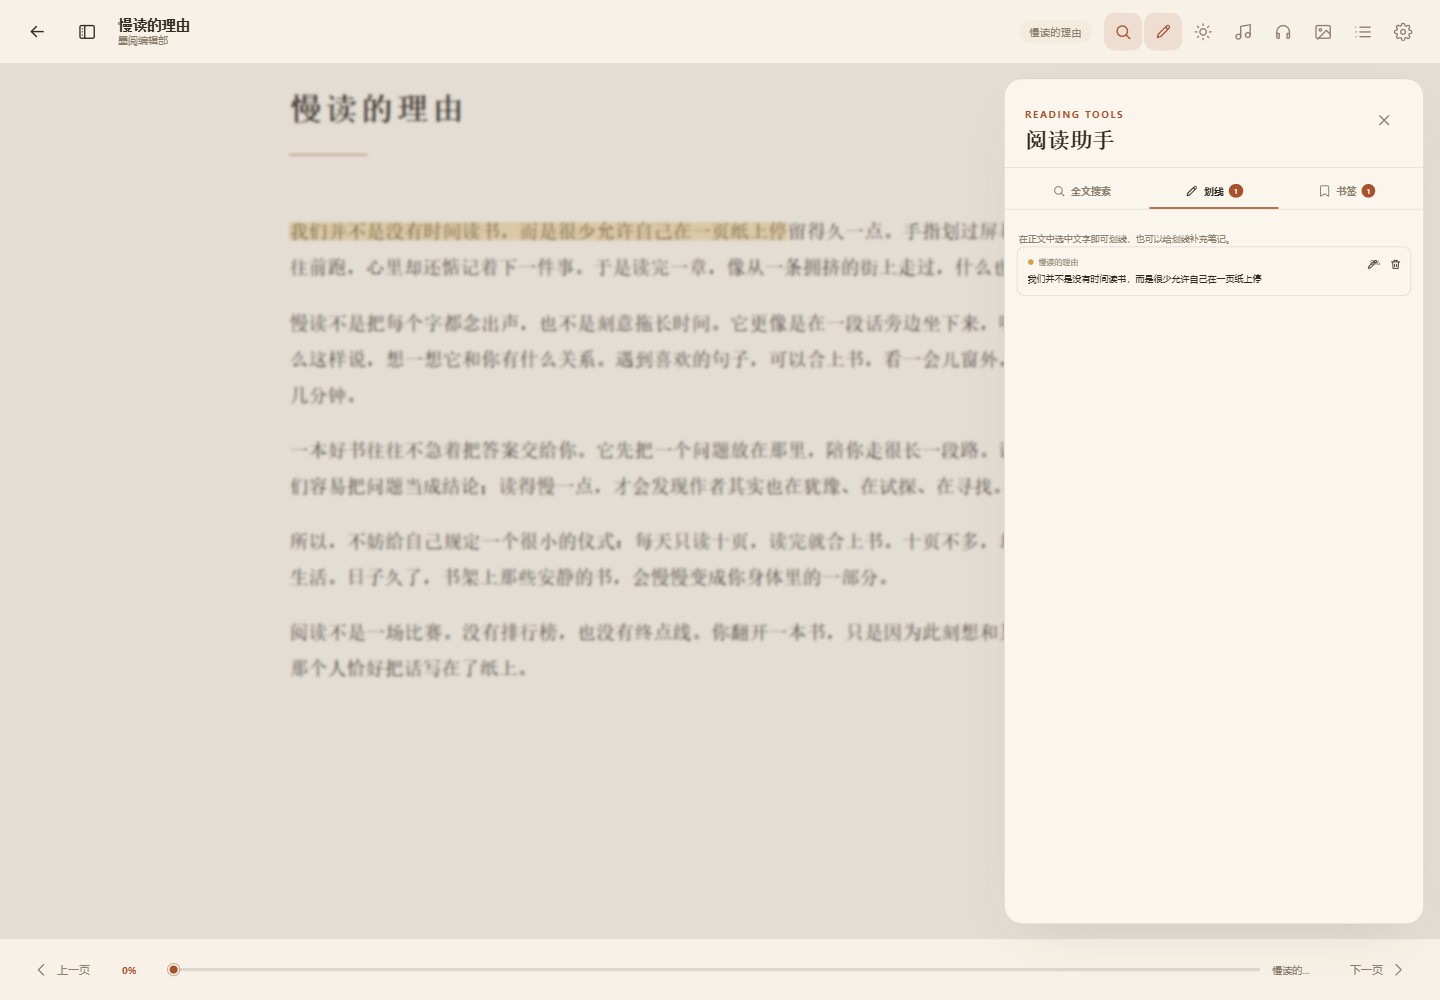 慢读的理由
墨阅编辑部
慢读的理由
慢读的理由
我们并不是没有时间读书，而是很少允许自己在一页纸上停留得久一点。手指划过屏
往前跑，心里却还惦记着下一件事。于是读完一章，像从一条拥挤的街上走过，什么也
慢读不是把每个字都念出声，也不是刻意拖长时间。它更像是在一段话旁边坐下来，
么这样说，想一想它和你有什么关系。遇到喜欢的句子，可以合上书，看一会儿窗外，
几分钟。
一本好书往往不急着把答案交给你。它先把一个问题放在那里，陪你走很长一段路。
们容易把问题当成结论；读得慢一点，才会发现作者其实也在犹豫、在试探、在寻找。
所以，不妨给自己规定一个很小的仪式：每天只读十页，读完就合上书。十页不多，
生活。日子久了，书架上那些安静的书，会慢慢变成你身体里的一部分。
阅读不是一场比赛。没有排行榜，也没有终点线。你翻开一本书，只是因为此刻想和
那个人恰好把话写在了纸上。
READING TOOLS
阅读助手
全文搜索
划线 1
书签 1
在正文中选中文字即可划线，也可以给划线补充笔记。
慢读的理由
我们并不是没有时间读书，而是很少允许自己在一页纸上停
上一页
0%
慢读的...
下一页